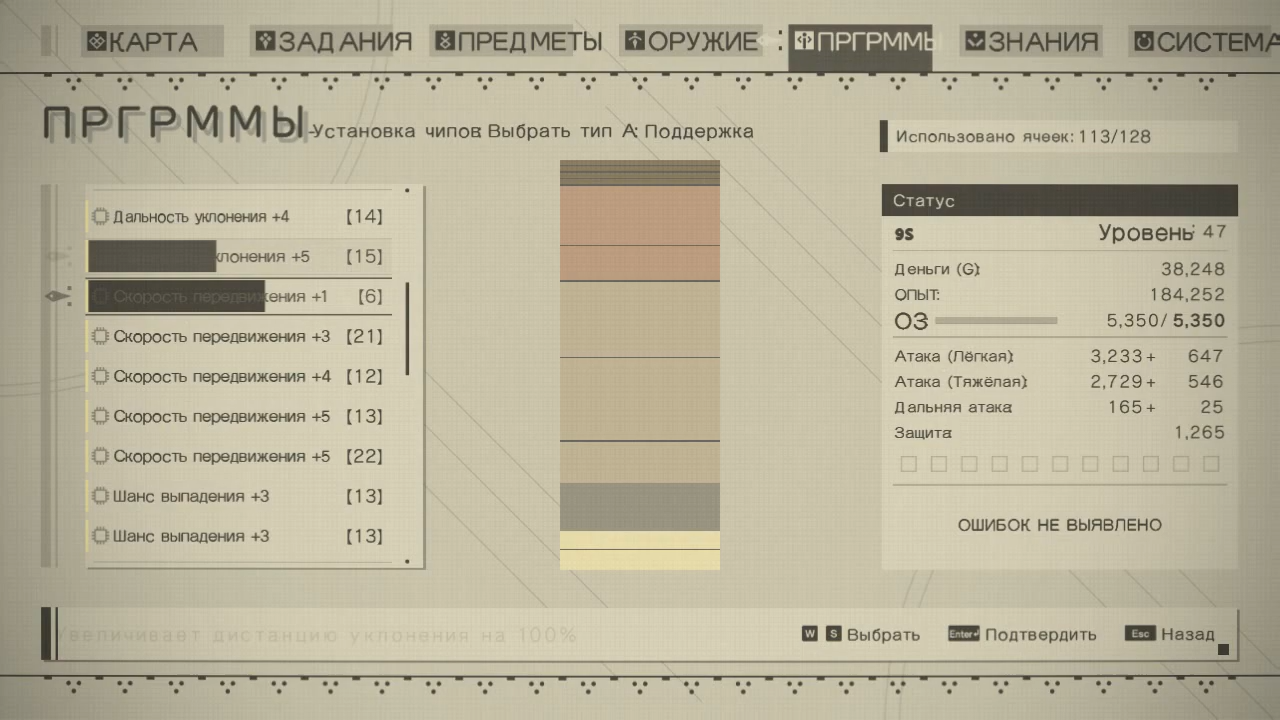 КАРТА ЗАДАНИЯ ПРЕДМЕТЫ ОРУЖИЕ ПРГРММЫ ЗНАНИЯ СИСТЕМА
ПРГРММЫ -Установка чипов: Выбрать тип A: Поддержка
Использовано ячеек: 113/128
Дальность уклонения +4 【14】
клонения +5 【15】
Скорость передвижения +1 【6】
Скорость передвижения +3 【21】
Скорость передвижения +4 【12】
Скорость передвижения +5 【13】
Скорость передвижения +5 【22】
Шанс выпадения +3 【13】
Шанс выпадения +3 【13】
Статус
9S Уровень: 47
Деньги (G): 38,248
ОПЫТ: 184,252
ОЗ 5,350/ 5,350
Атака (Лёгкая): 3,233+ 647
Атака (Тяжёлая): 2,729+ 546
Дальняя атака: 165+ 25
Защита: 1,265
ОШИБОК НЕ ВЫЯВЛЕНО
Увеличивает дистанцию уклонения на 100%
W S Выбрать Enter Подтвердить Esc Назад